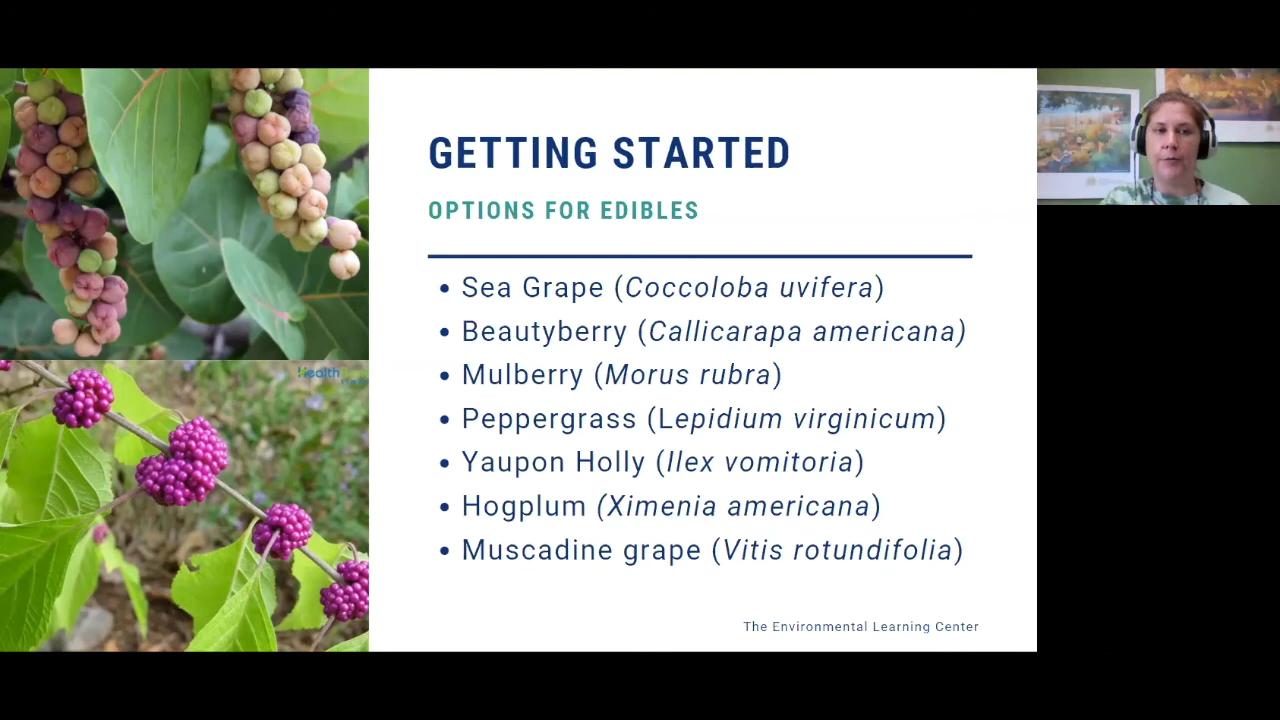 Health
GETTING STARTED
OPTIONS FOR EDIBLES
• Sea Grape (Coccoloba uvifera)
• Beautyberry (Callicarapa americana)
• Mulberry (Morus rubra)
• Peppergrass (Lepidium virginicum)
• Yaupon Holly (Ilex vomitoria)
• Hogplum (Ximenia americana)
• Muscadine grape (Vitis rotundifolia)
The Environmental Learning Center